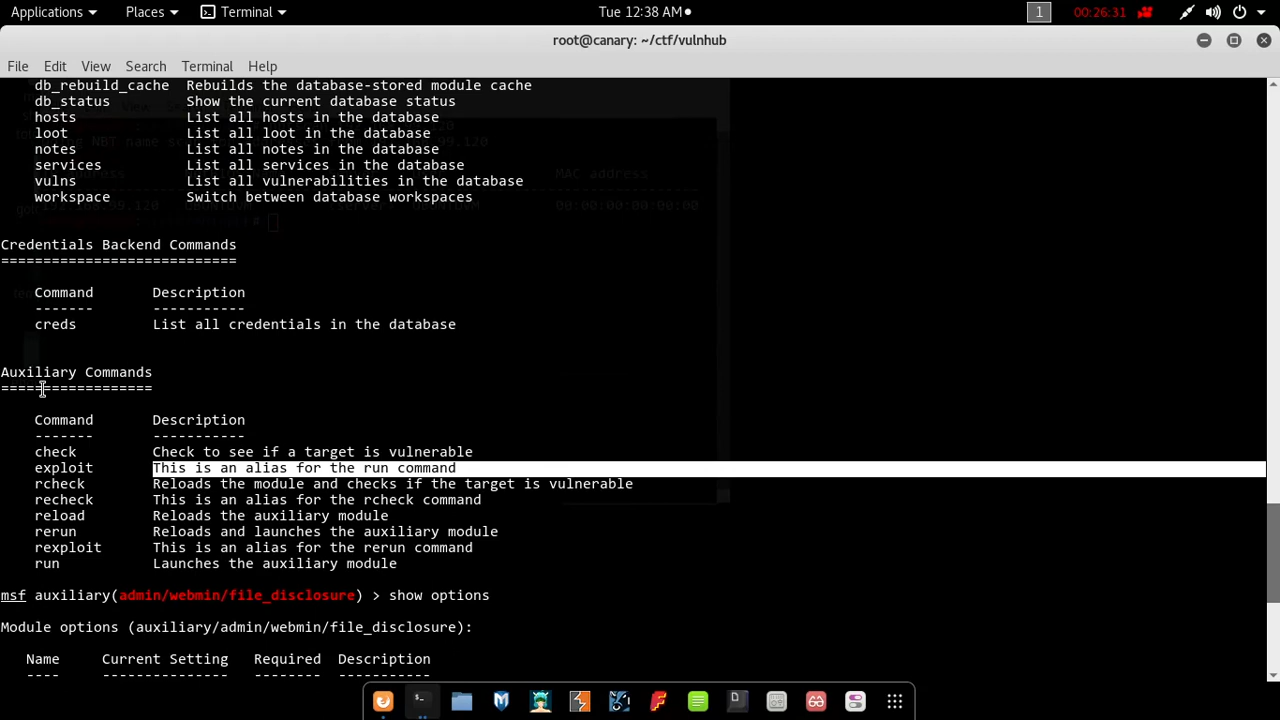 Applications Places Terminal Tue 12:38 AM 1 00:26:31
root@canary: ~/ctf/vulnhub
File Edit View Search Terminal Help
db_rebuild_cache Rebuilds the database-stored module cache
db_status Show the current database status
hosts List all hosts in the database
loot List all loot in the database
notes List all notes in the database
services List all services in the database
vulns List all vulnerabilities in the database
workspace Switch between database workspaces
Credentials Backend Commands
============================
Command Description
------- -----------
creds List all credentials in the database
Auxiliary Commands
==================
Command Description
------- -----------
check Check to see if a target is vulnerable
exploit This is an alias for the run command
rcheck Reloads the module and checks if the target is vulnerable
recheck This is an alias for the rcheck command
reload Reloads the auxiliary module
rerun Reloads and launches the auxiliary module
rexploit This is an alias for the rerun command
run Launches the auxiliary module
msf auxiliary(admin/webmin/file_disclosure) > show options
Module options (auxiliary/admin/webmin/file_disclosure):
Name Current Setting Required Description
---- --------------- -------- -----------